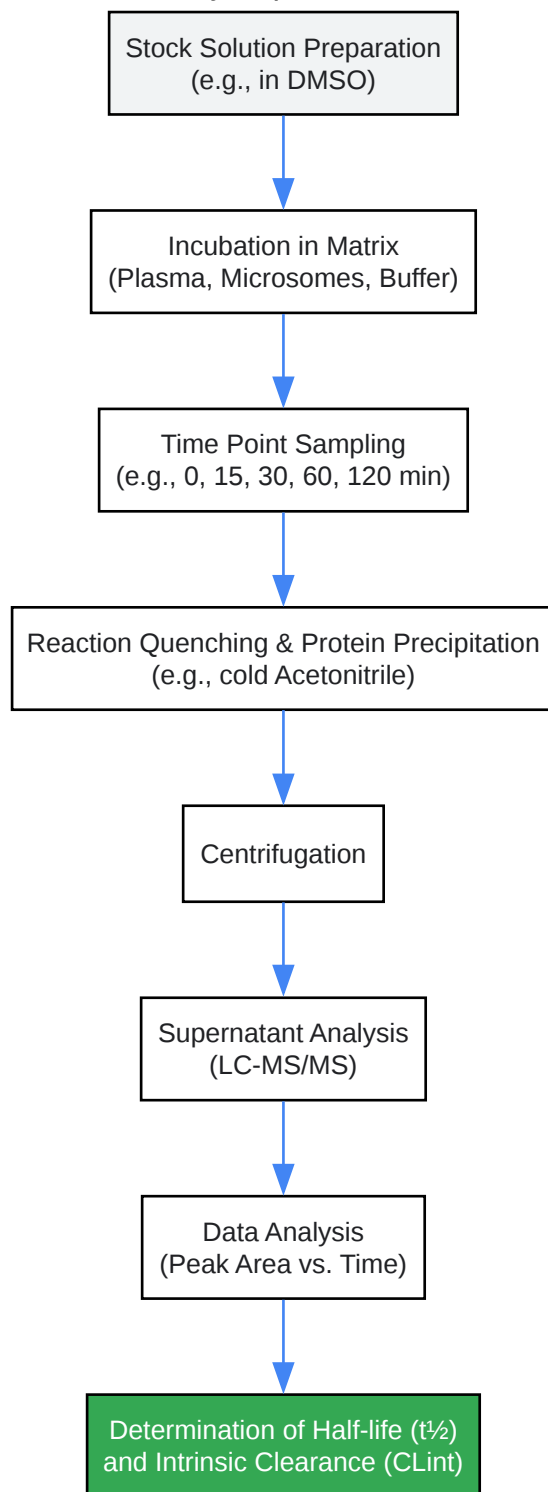 Stock Solution Preparation
(e.g., in DMSO)
Incubation in Matrix
(Plasma, Microsomes, Buffer)
Time Point Sampling
(e.g., 0, 15, 30, 60, 120 min)
Reaction Quenching & Protein Precipitation
(e.g., cold Acetonitrile)
Centrifugation
Supernatant Analysis
(LC-MS/MS)
Data Analysis
(Peak Area vs. Time)
Determination of Half-life (t½)
and Intrinsic Clearance (CLint)